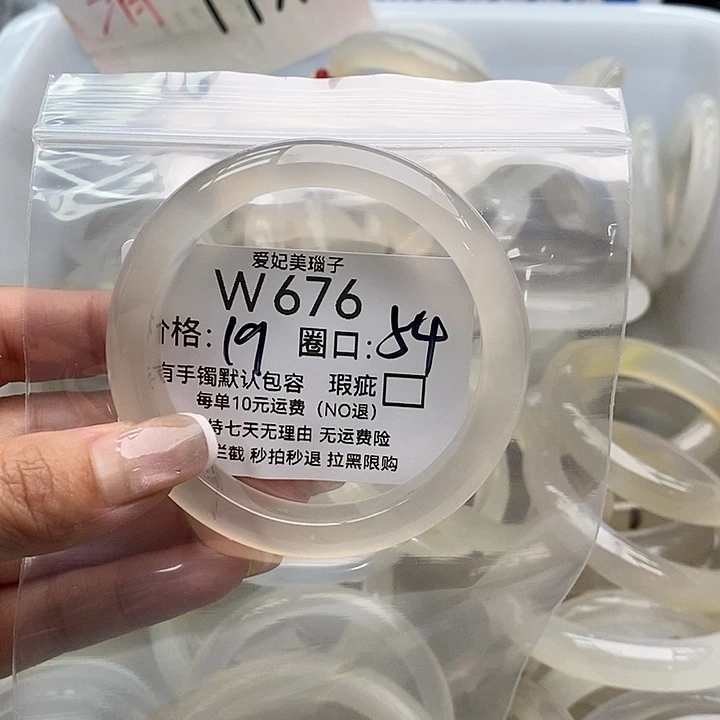 爱妃美瑙子
W676
价格:19 圈口:54
有手镯默认包容 瑕疵
每单10元运费（NO退）
持七天无理由 无运费险
拦截 秒拍秒退 拉黑限购